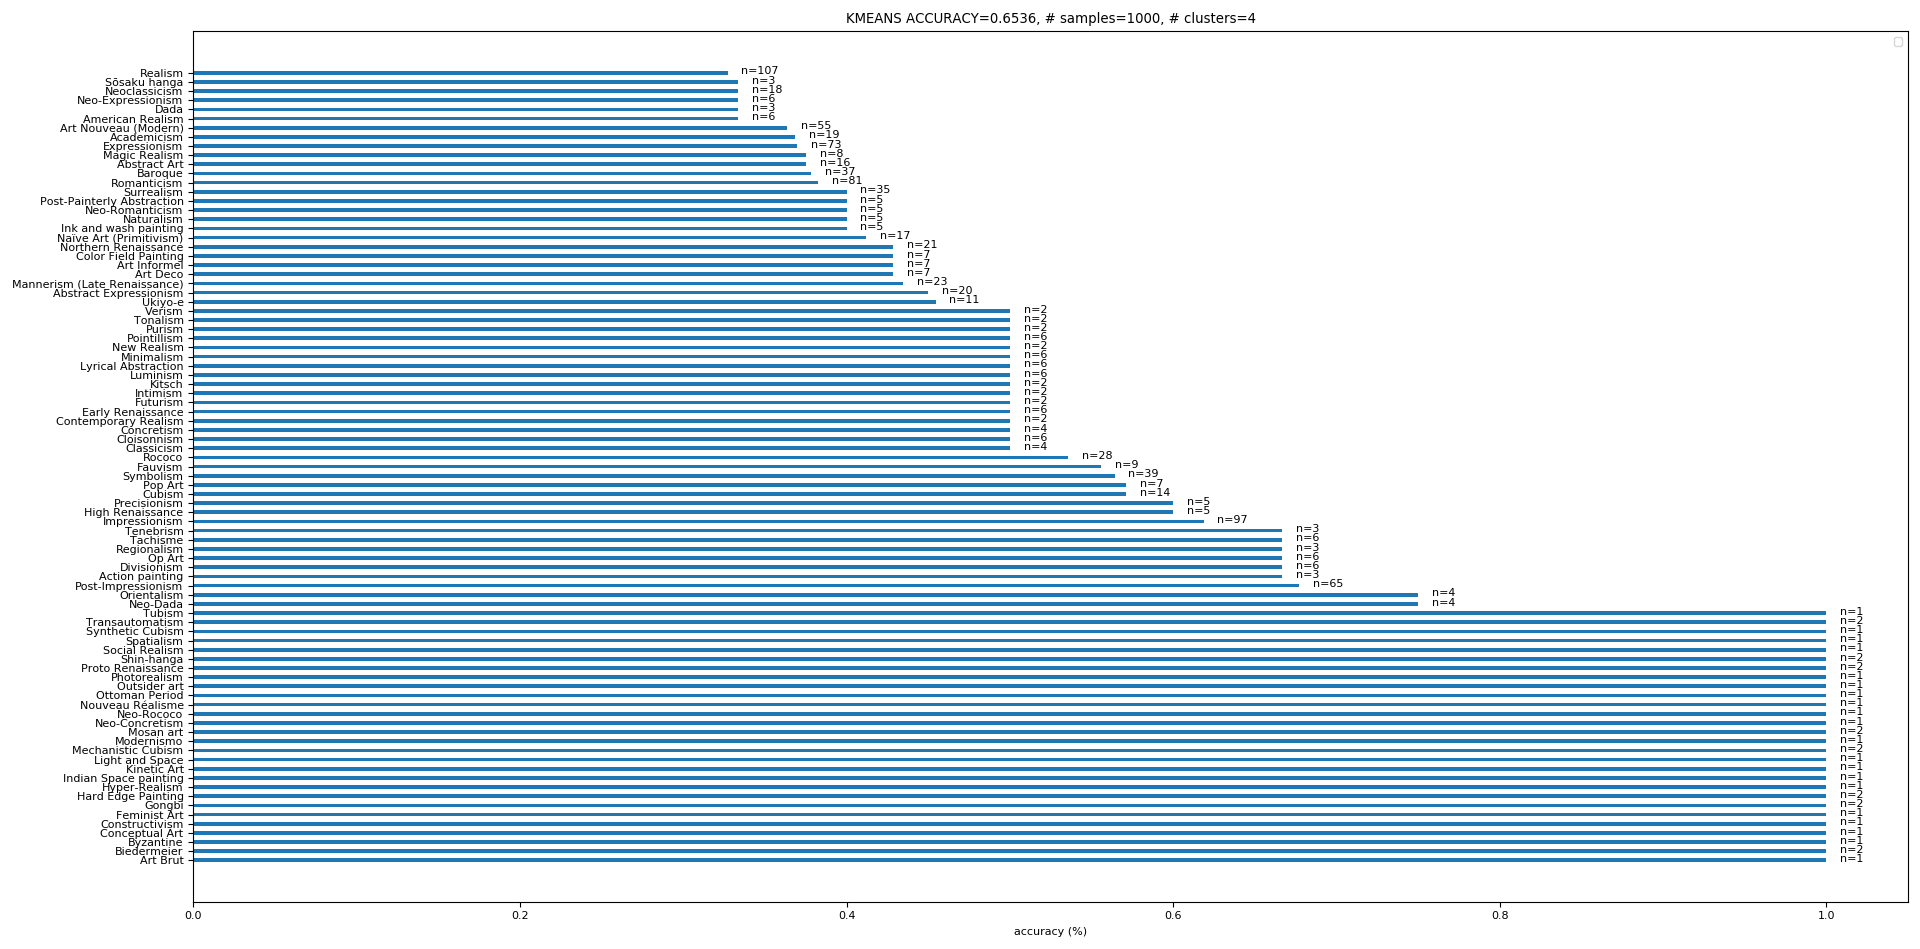 KMEANS ACCURACY=0.6536, # samples=1000, # clusters=4
Realism n=107
Sōsaku hanga n=3
Neoclassicism n=18
Neo-Expressionism n=6
Dada n=3
American Realism n=6
Art Nouveau (Modern) n=55
Academicism n=19
Expressionism n=73
Magic Realism n=8
Abstract Art n=16
Baroque n=37
Romanticism n=81
Surrealism n=35
Post-Painterly Abstraction n=5
Neo-Romanticism n=5
Naturalism n=5
Ink and wash painting n=5
Naïve Art (Primitivism) n=17
Northern Renaissance n=21
Color Field Painting n=7
Art Informel n=7
Art Deco n=7
Mannerism (Late Renaissance) n=23
Abstract Expressionism n=20
Ukiyo-e n=11
Verism n=2
Tonalism n=2
Purism n=2
Pointillism n=6
New Realism n=2
Minimalism n=6
Lyrical Abstraction n=6
Luminism n=6
Kitsch n=2
Intimism n=2
Futurism n=2
Early Renaissance n=6
Contemporary Realism n=2
Concretism n=4
Cloisonnism n=6
Classicism n=4
Rococo n=28
Fauvism n=9
Symbolism n=39
Pop Art n=7
Cubism n=14
Precisionism n=5
High Renaissance n=5
Impressionism n=97
Tenebrism n=3
Tachisme n=6
Regionalism n=3
Op Art n=6
Divisionism n=6
Action painting n=3
Post-Impressionism n=65
Orientalism n=4
Neo-Dada n=4
Tubism n=1
Transautomatism n=2
Synthetic Cubism n=1
Spatialism n=1
Social Realism n=1
Shin-hanga n=2
Proto Renaissance n=2
Photorealism n=1
Outsider art n=1
Ottoman Period n=1
Nouveau Réalisme n=1
Neo-Rococo n=1
Neo-Concretism n=1
Mosan art n=2
Modernismo n=1
Mechanistic Cubism n=2
Light and Space n=1
Kinetic Art n=1
Indian Space painting n=1
Hyper-Realism n=1
Hard Edge Painting n=2
Gongbi n=2
Feminist Art n=1
Constructivism n=1
Conceptual Art n=1
Byzantine n=1
Biedermeier n=2
Art Brut n=1
0.0 0.2 0.4 0.6 0.8 1.0
accuracy (%)